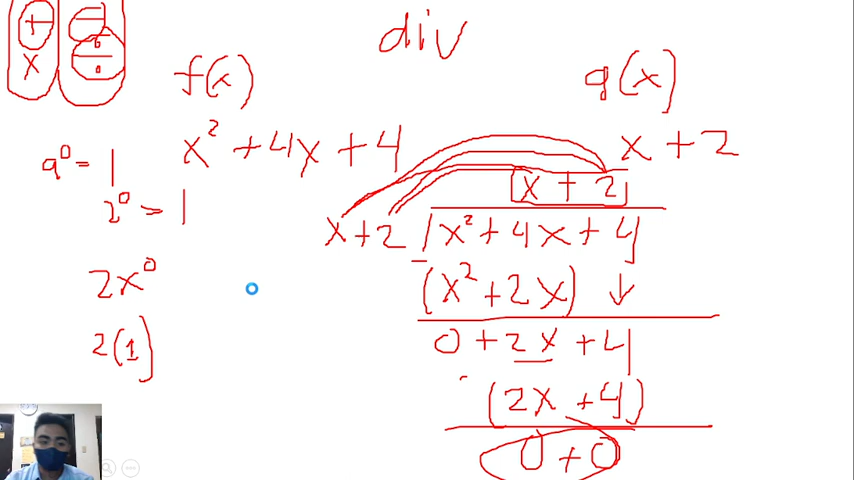 div
f(x) g(x)
x² + 4x + 4 x + 2
a⁰ = 1
2⁰ > 1
x + 2
x + 2 /x² + 4x + 4
2x⁰ (x² + 2x) ↓
2(1) 0 + 2x + 4
- (2x + 4)
0 + 0